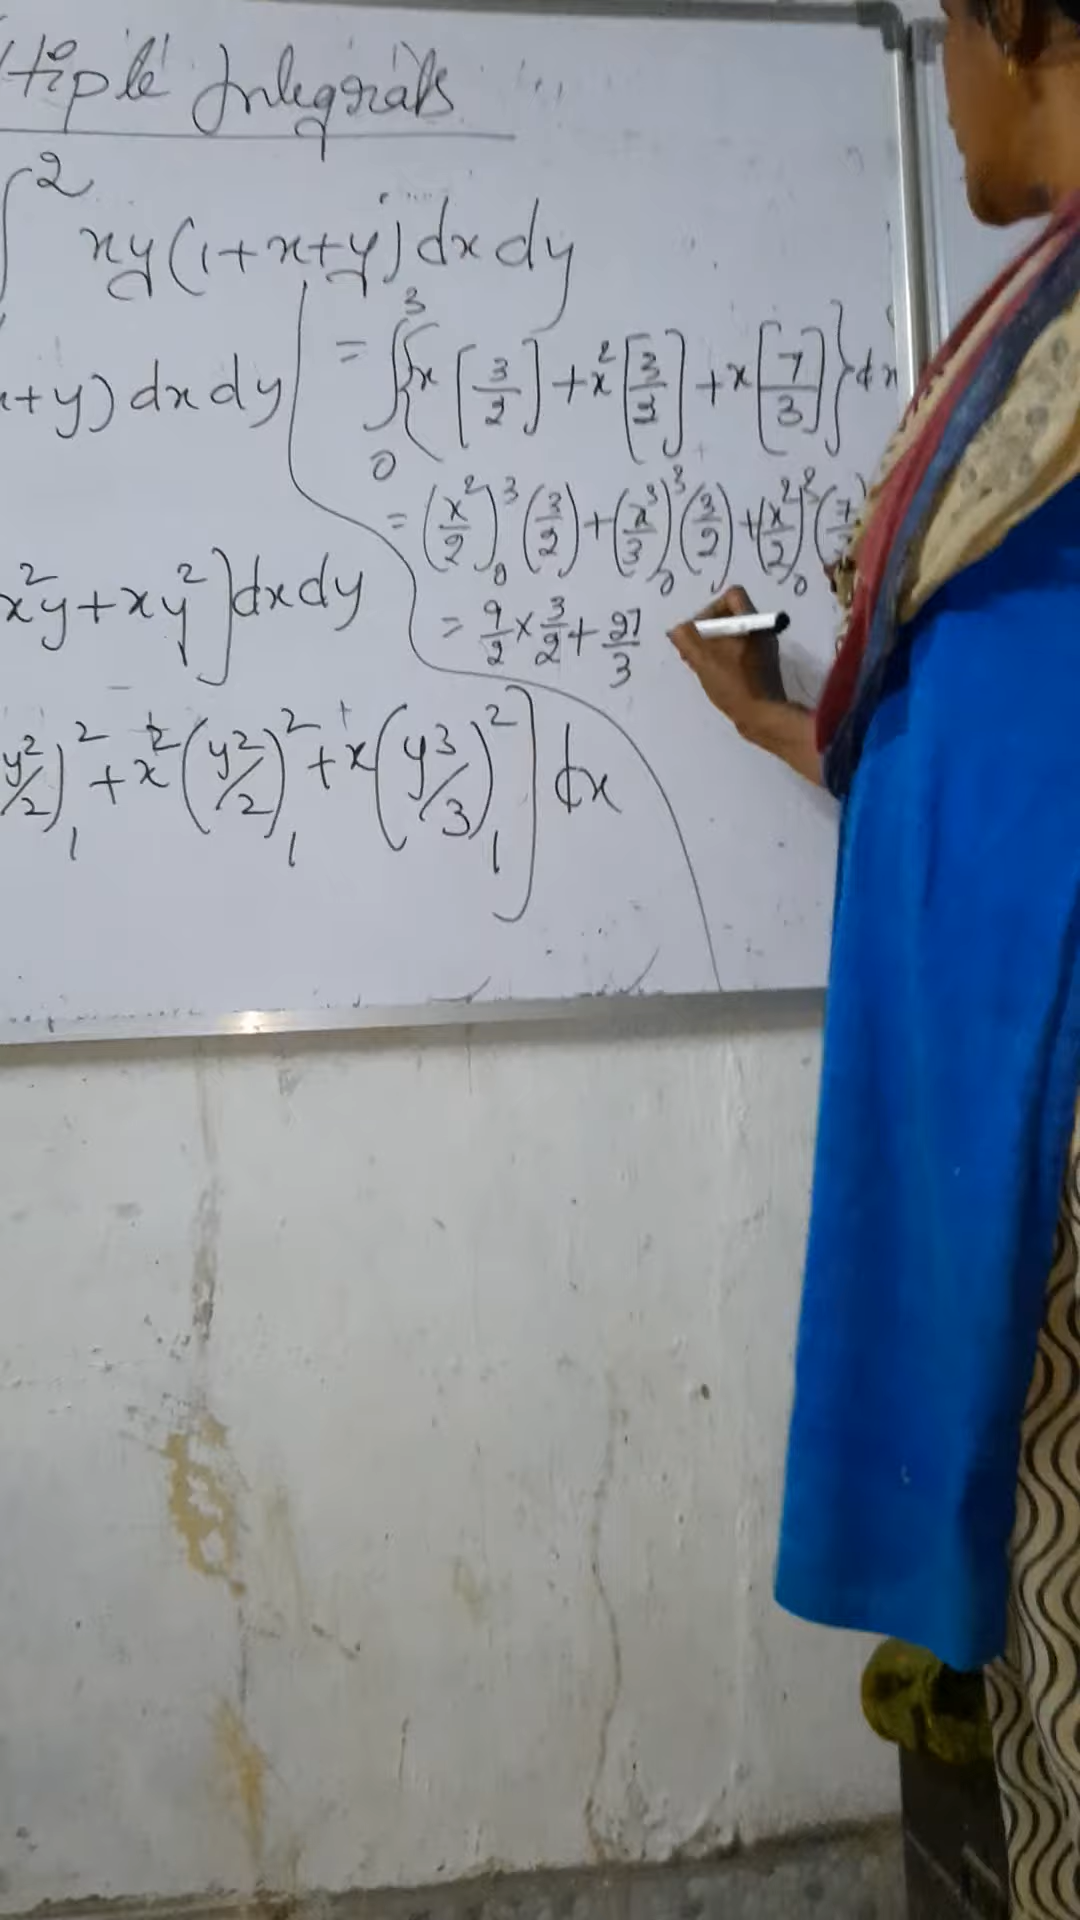 tiple Integrals
∫ 2 xy(1+x+y) dx dy
x+y) dx dy
= ∫₀³ {x [3/2] + x² [3/2] + x [7/3]} dx
= (x²/2)₀³ (3/2) + (x³/3)₀³ (3/2) + (x²/2)₀³ (7/
x²y + xy²] dx dy
= 9/2 × 3/2 + 27/3
y²/2)₁² + x² (y²/2)₁² + x (y³/3)₁²] dx